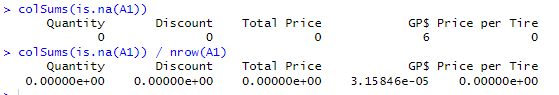 > colSums(is.na(A1))
Quantity Discount Total Price GP$ Price per Tire
0 0 0 6 0
> colSums(is.na(A1)) / nrow(A1)
Quantity Discount Total Price GP$ Price per Tire
0.00000e+00 0.00000e+00 0.00000e+00 3.15846e-05 0.00000e+00